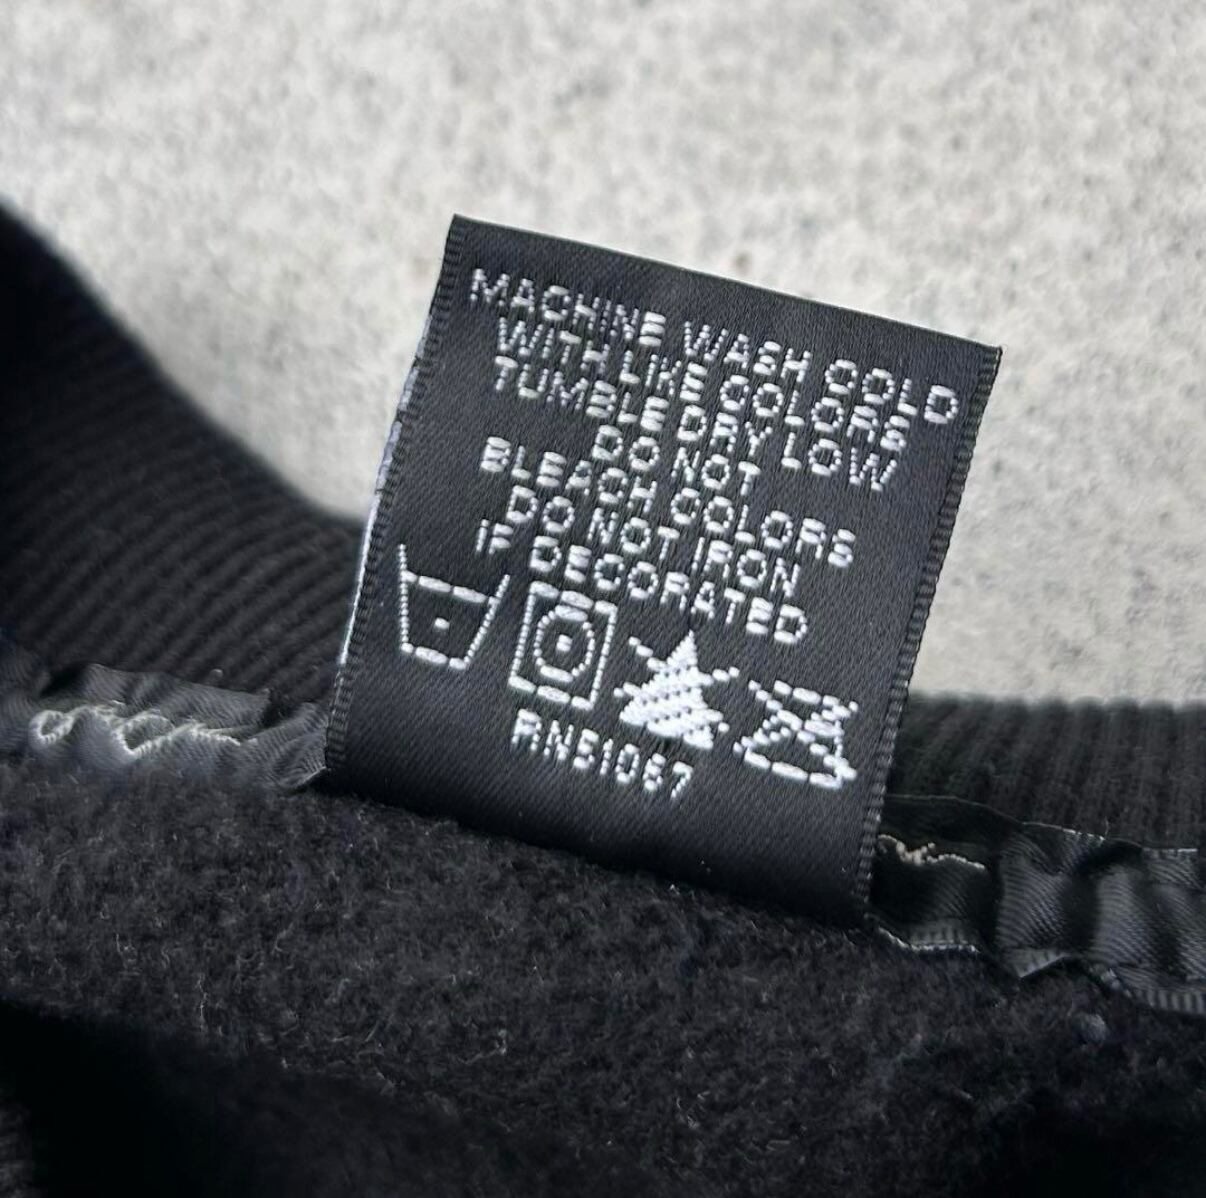 MACHINE WASH COLD
WITH LIKE COLORS
TUMBLE DRY LOW
DO NOT
BLEACH COLORS
DO NOT IRON
IF DECORATED
RN51067